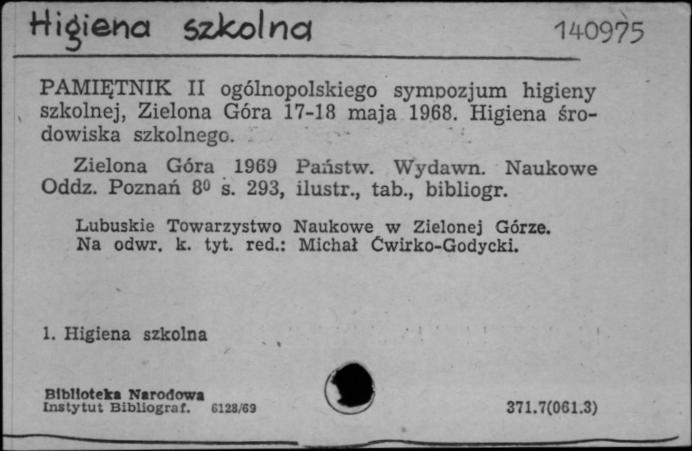 Higiena szkolna 140975
PAMIĘTNIK II ogólnopolskiego sympozjum higieny
szkolnej, Zielona Góra 17-18 maja 1968. Higiena śro-
dowiska szkolnego.
Zielona Góra 1969 Państw. Wydawn. Naukowe
Oddz. Poznań 8⁰ s. 293, ilustr., tab., bibliogr.
Lubuskie Towarzystwo Naukowe w Zielonej Górze.
Na odwr. k. tyt. red.: Michał Ćwirko-Godycki.
1. Higiena szkolna
Biblioteka Narodowa
Instytut Bibliograf. 6128/69 371.7(061.3)